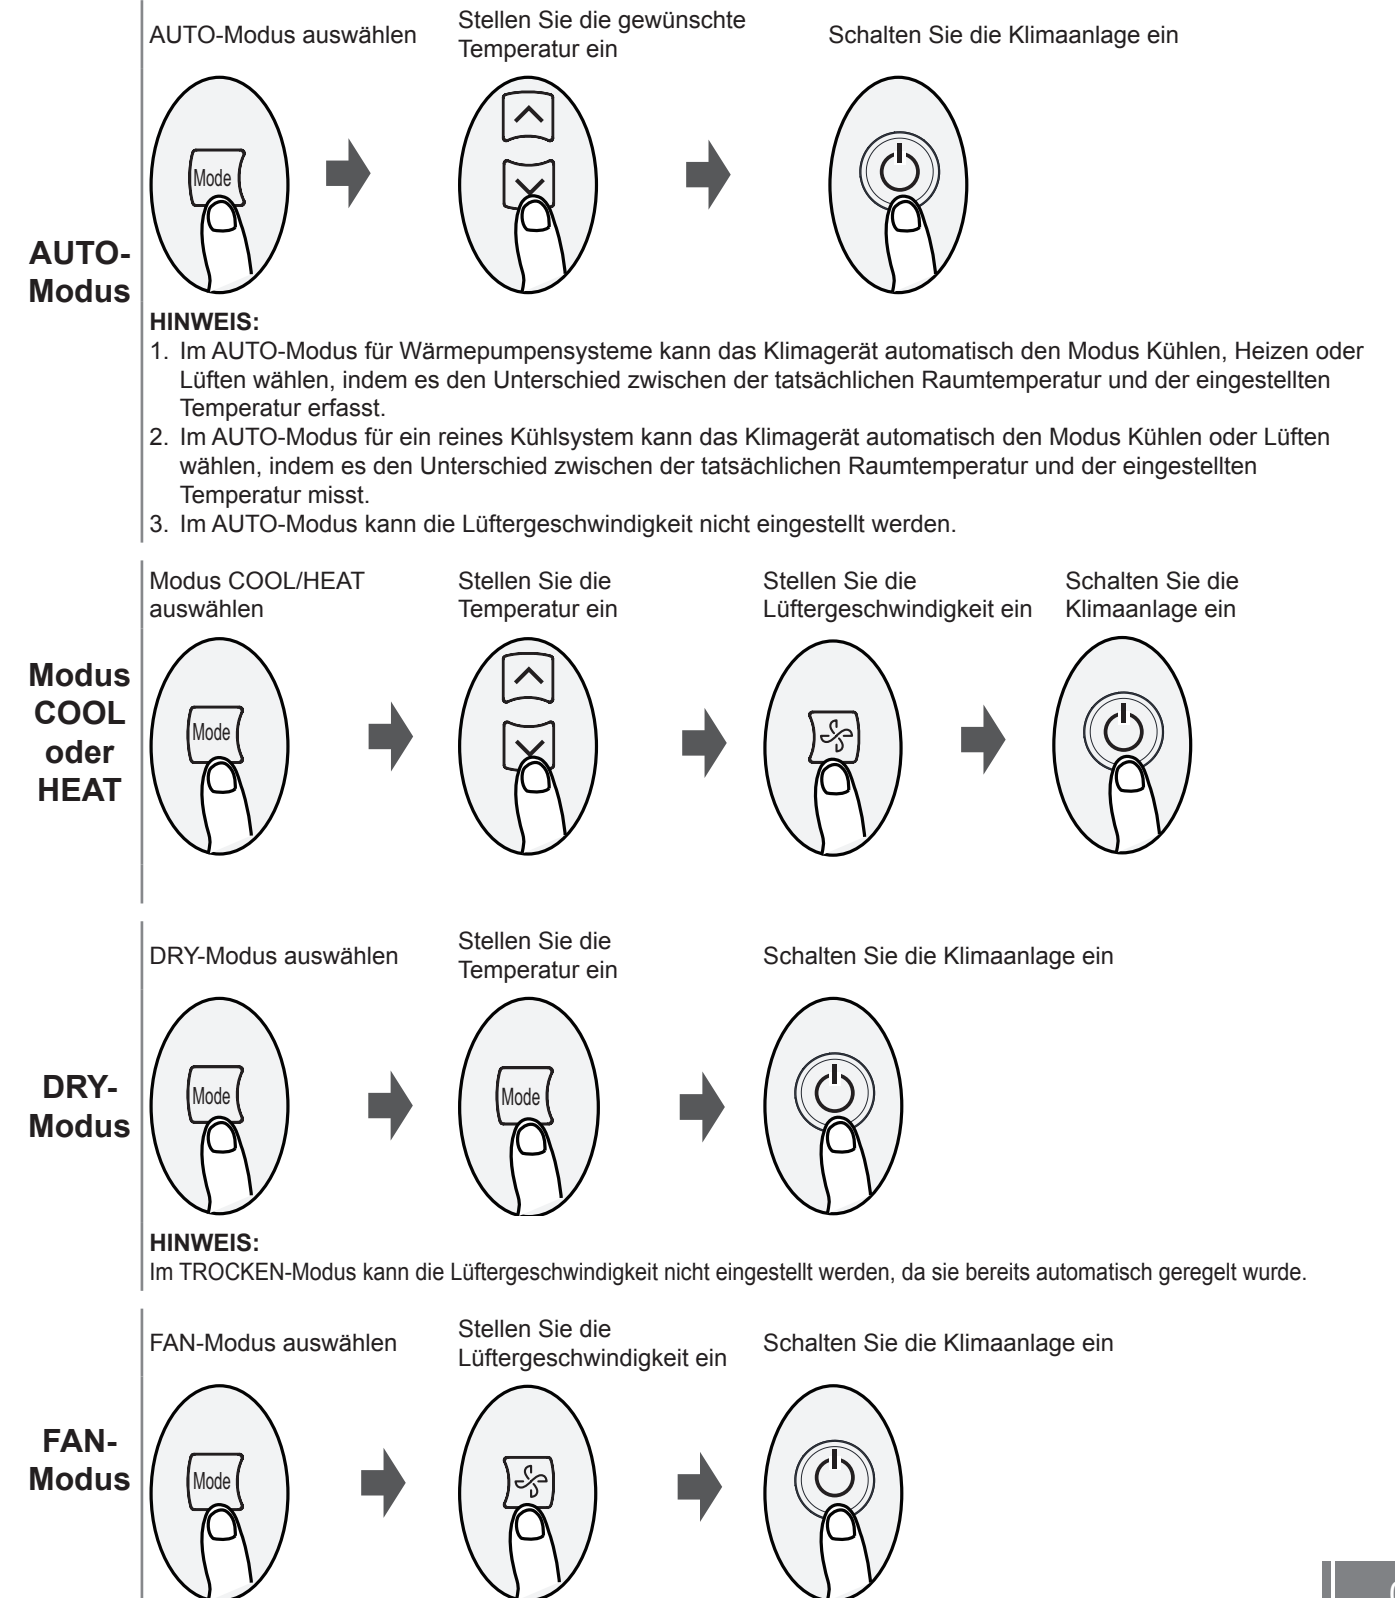 AUTO-Modus auswählen
Stellen Sie die gewünschte
Temperatur ein
Schalten Sie die Klimaanlage ein
Mode
AUTO-
Modus
HINWEIS:
1. Im AUTO-Modus für Wärmepumpensysteme kann das Klimagerät automatisch den Modus Kühlen, Heizen oder
Lüften wählen, indem es den Unterschied zwischen der tatsächlichen Raumtemperatur und der eingestellten
Temperatur erfasst.
2. Im AUTO-Modus für ein reines Kühlsystem kann das Klimagerät automatisch den Modus Kühlen oder Lüften
wählen, indem es den Unterschied zwischen der tatsächlichen Raumtemperatur und der eingestellten
Temperatur misst.
3. Im AUTO-Modus kann die Lüftergeschwindigkeit nicht eingestellt werden.
Modus COOL/HEAT
auswählen
Stellen Sie die
Temperatur ein
Stellen Sie die
Lüftergeschwindigkeit ein
Schalten Sie die
Klimaanlage ein
Modus
COOL
oder
HEAT
Mode
DRY-Modus auswählen
Stellen Sie die
Temperatur ein
Schalten Sie die Klimaanlage ein
DRY-
Modus
Mode
Mode
HINWEIS:
Im TROCKEN-Modus kann die Lüftergeschwindigkeit nicht eingestellt werden, da sie bereits automatisch geregelt wurde.
FAN-Modus auswählen
Stellen Sie die
Lüftergeschwindigkeit ein
Schalten Sie die Klimaanlage ein
FAN-
Modus
Mode